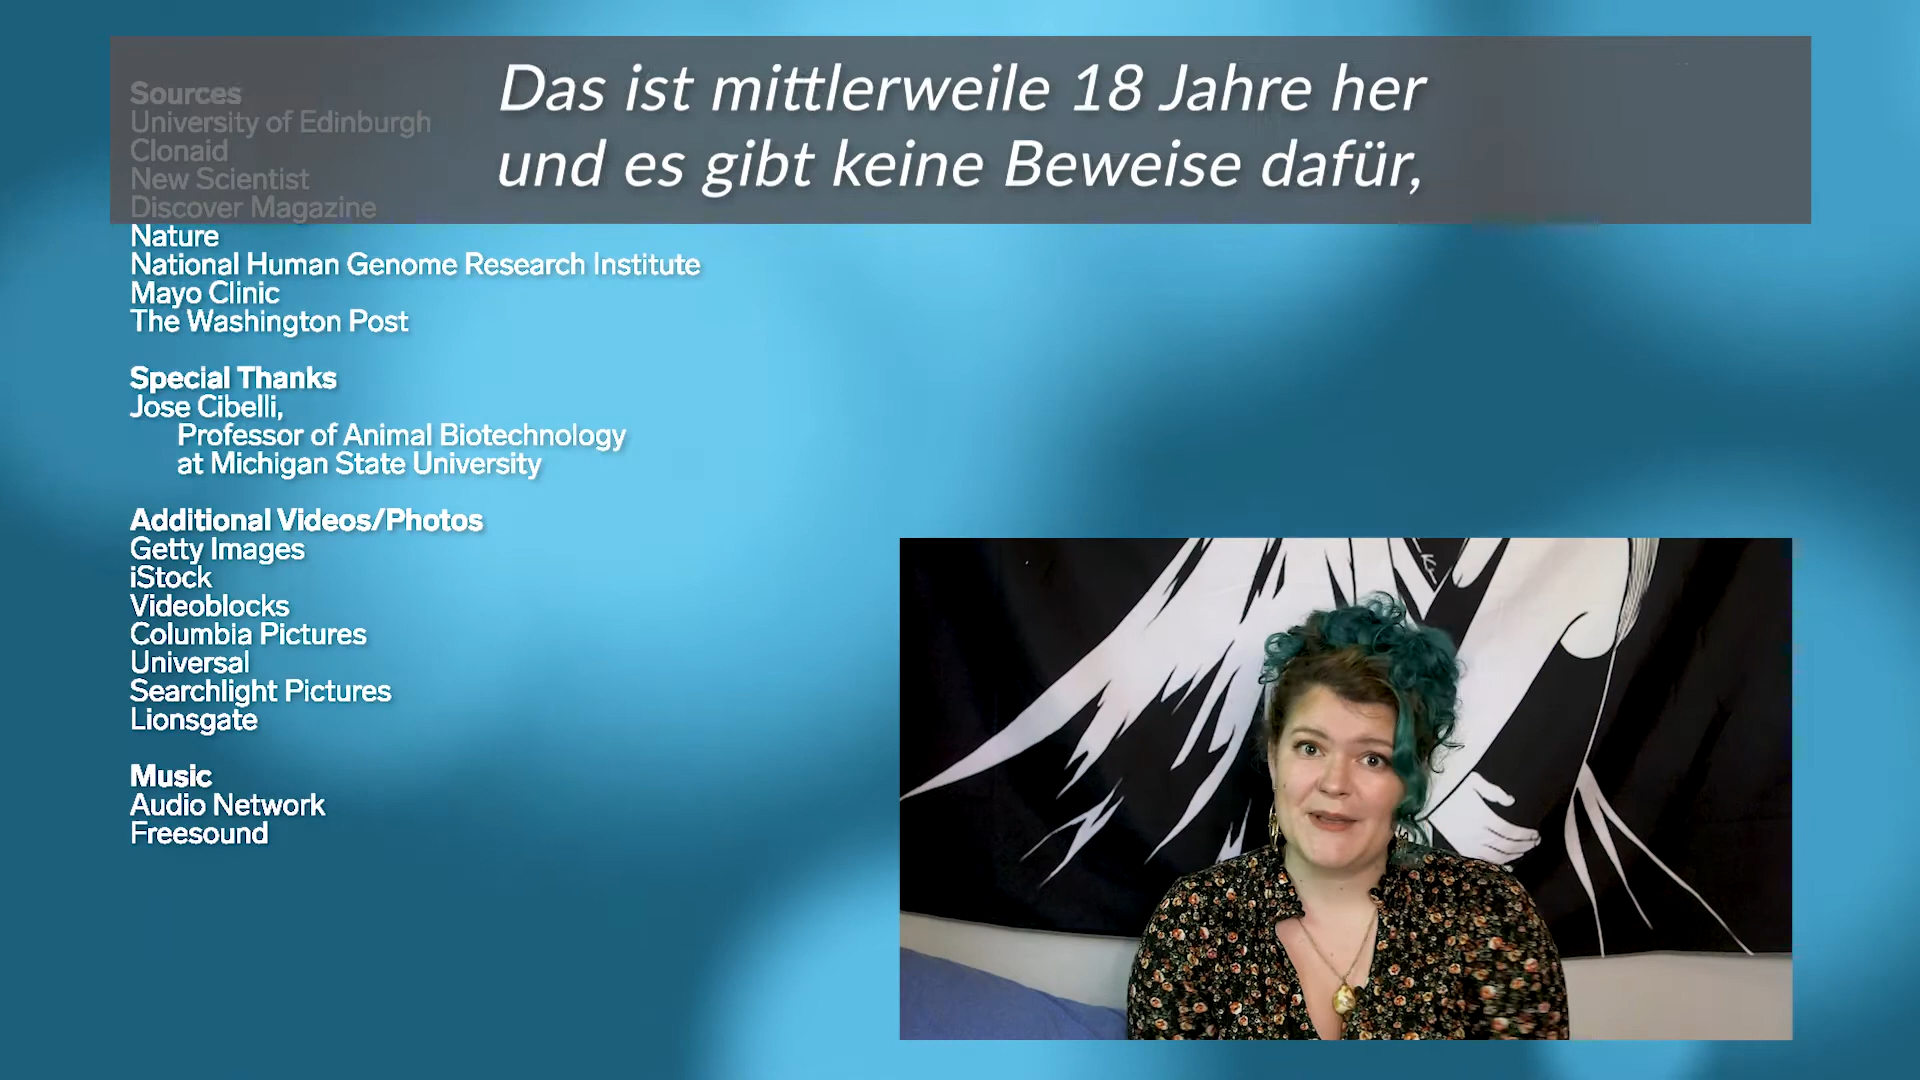 Das ist mittlerweile 18 Jahre her
und es gibt keine Beweise dafür,
Sources
University of Edinburgh
Clonaid
New Scientist
Discover Magazine
Nature
National Human Genome Research Institute
Mayo Clinic
The Washington Post
Special Thanks
Jose Cibelli,
Professor of Animal Biotechnology
at Michigan State University
Additional Videos/Photos
Getty Images
iStock
Videoblocks
Columbia Pictures
Universal
Searchlight Pictures
Lionsgate
Music
Audio Network
Freesound